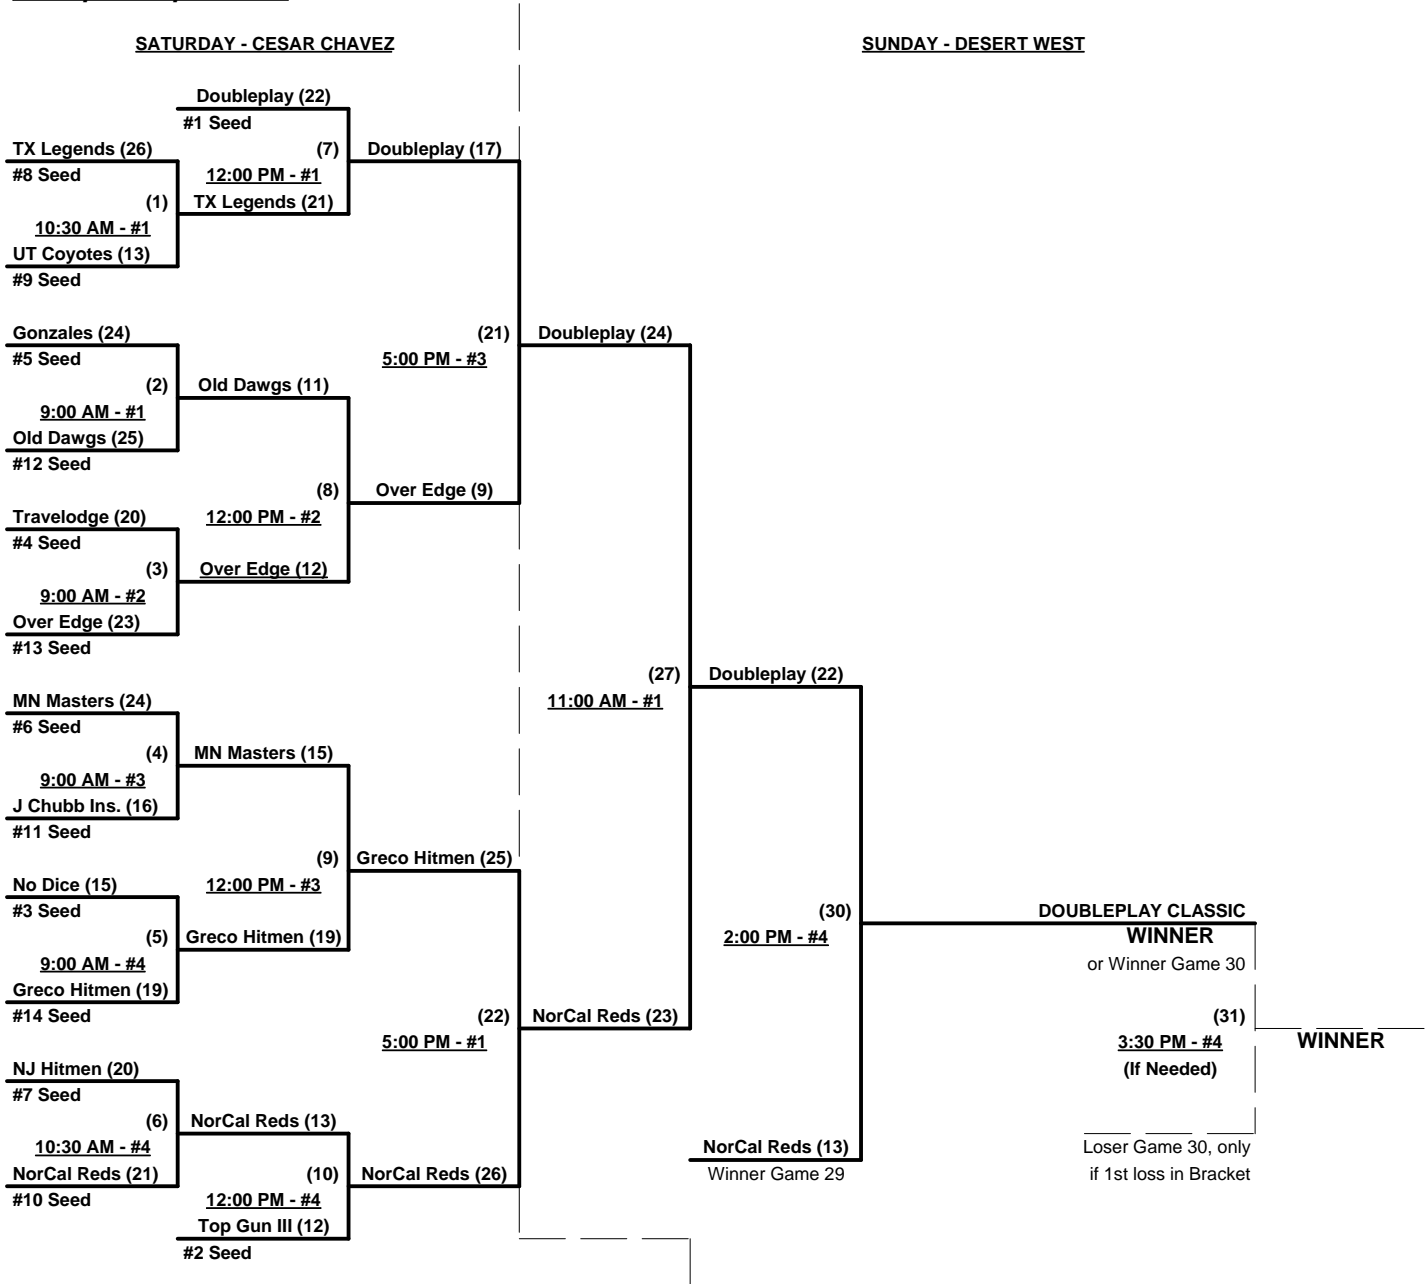 SATURDAY - CESAR CHAVEZ
SUNDAY - DESERT WEST
Doubleplay (22)
#1 Seed
TX Legends (26)
(7)
Doubleplay (17)
#8 Seed
12:00 PM - #1
(1)
TX Legends (21)
10:30 AM - #1
UT Coyotes (13)
#9 Seed
Gonzales (24)
(21)
Doubleplay (24)
#5 Seed
5:00 PM - #3
(2)
Old Dawgs (11)
9:00 AM - #1
Old Dawgs (25)
#12 Seed
(8)
Over Edge (9)
Travelodge (20)
12:00 PM - #2
#4 Seed
(3)
Over Edge (12)
9:00 AM - #2
Over Edge (23)
#13 Seed
(27)
Doubleplay (22)
MN Masters (24)
11:00 AM - #1
#6 Seed
(4)
MN Masters (15)
9:00 AM - #3
J Chubb Ins. (16)
#11 Seed
(9)
Greco Hitmen (25)
No Dice (15)
12:00 PM - #3
#3 Seed
(30)
DOUBLEPLAY CLASSIC
(5)
Greco Hitmen (19)
2:00 PM - #4
WINNER
9:00 AM - #4
or Winner Game 30
Greco Hitmen (19)
#14 Seed
(22)
NorCal Reds (23)
(31)
5:00 PM - #1
3:30 PM - #4
WINNER
NJ Hitmen (20)
(If Needed)
#7 Seed
(6)
NorCal Reds (13)
10:30 AM - #4
NorCal Reds (13)
Loser Game 30, only
NorCal Reds (21)
(10)
NorCal Reds (26)
Winner Game 29
if 1st loss in Bracket
#10 Seed
12:00 PM - #4
Top Gun III (12)
#2 Seed